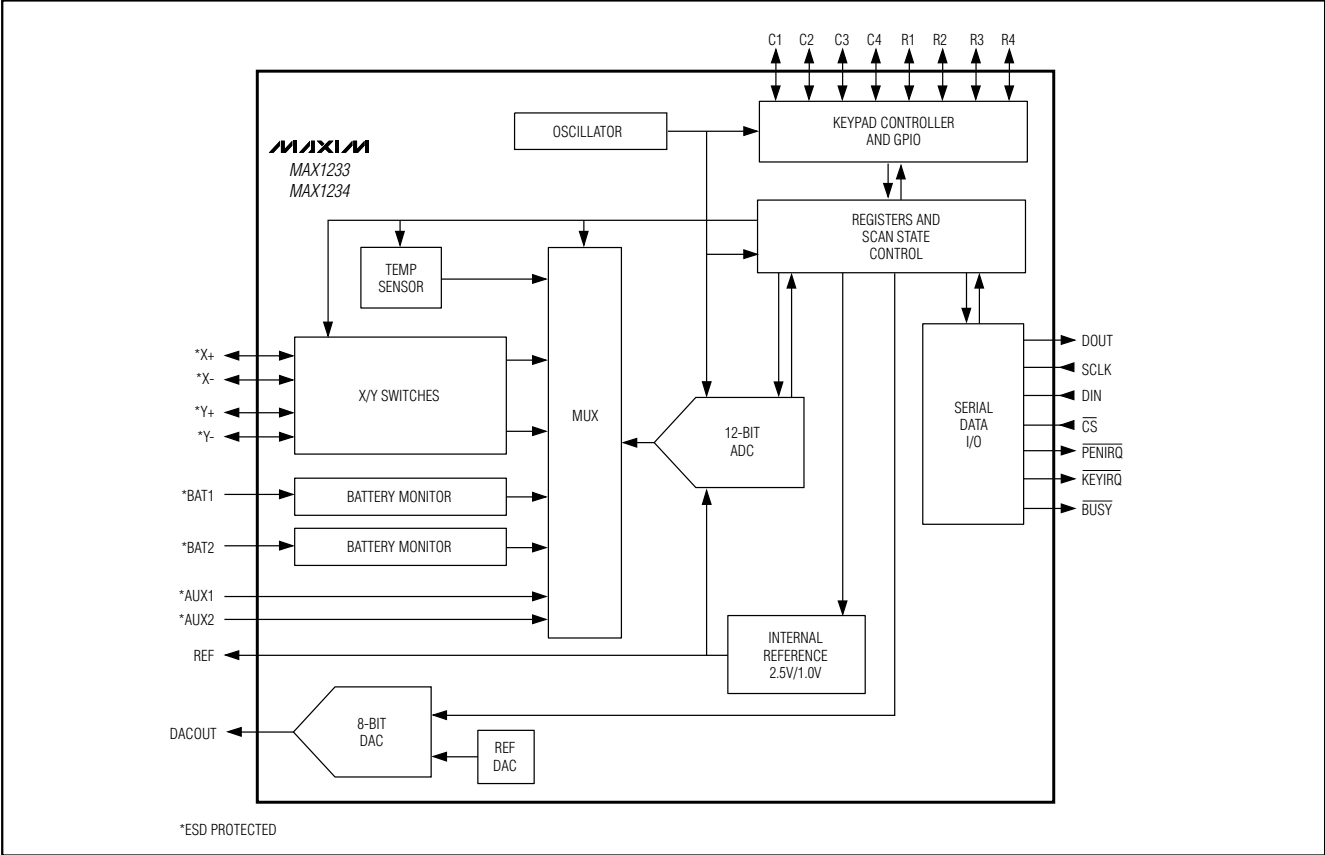 C1 C2 C3 C4 R1 R2 R3 R4
OSCILLATOR
KEYPAD CONTROLLER
AND GPIO
MAXIM
MAX1233
MAX1234
REGISTERS AND
SCAN STATE
CONTROL
TEMP
SENSOR
*X+
*X-
*Y+
*Y-
X/Y SWITCHES
MUX
12-BIT
ADC
SERIAL
DATA
I/O
DOUT
SCLK
DIN
CS
PENIRQ
KEYIRQ
BUSY
*BAT1
BATTERY MONITOR
*BAT2
BATTERY MONITOR
*AUX1
*AUX2
REF
INTERNAL
REFERENCE
2.5V/1.0V
DACOUT
8-BIT
DAC
REF
DAC
*ESD PROTECTED